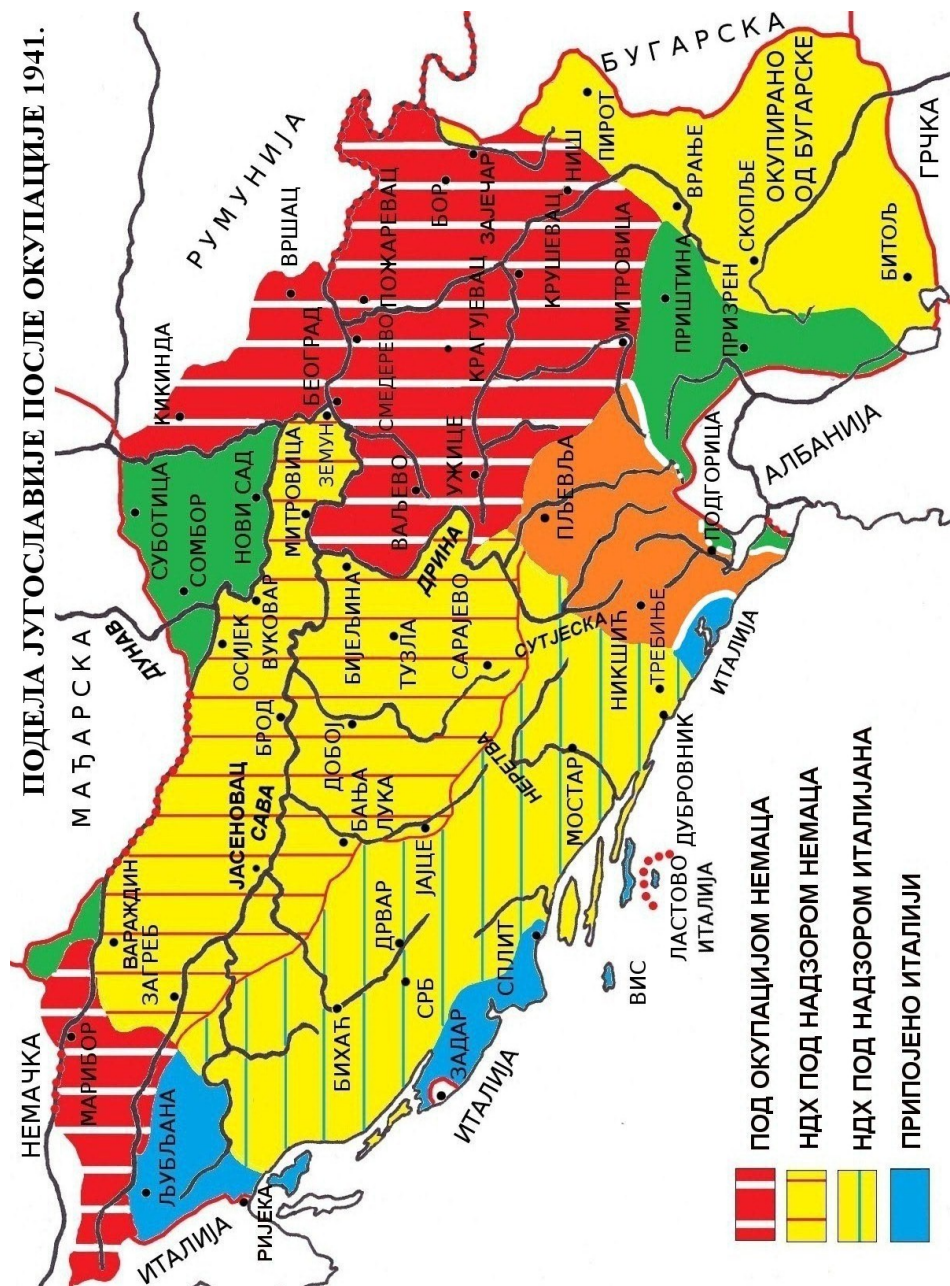 ПОДЕЛА ЈУГОСЛАВИЈЕ ПОСЛЕ ОКУПАЦИЈЕ 1941.
НЕМАЧКА
МАЂАРСКА
РУМУНИЈА
БУГАРСКА
ГРЧКА
АЛБАНИЈА
ИТАЛИЈА
ИТАЛИЈА
ИТАЛИЈА
МАРИБОР
ЉУБЉАНА
РИЈЕКА
ВАРАЖДИН
ЗАГРЕБ
ЈАСЕНОВАЦ
САВА
БРОД
ОСИЈЕК
ВУКОВАР
ДУНАВ
СУБОТИЦА
СОМБОР
НОВИ САД
МИТРОВИЦА
ЗЕМУН
БЕОГРАД
КИКИНДА
ВРШАЦ
СМЕДЕРЕВО
ПОЖАРЕВАЦ
БОР
ЗАЈЕЧАР
НИШ
ПИРОТ
КРАГУЈЕВАЦ
КРУШЕВАЦ
ВАЉЕВО
УЖИЦЕ
ДРИНА
БИЈЕЉИНА
ТУЗЛА
САРАЈЕВО
ДОБОЈ
БАЊА
ЛУКА
ЈАЈЦЕ
ДРВАР
СРБ
БИХАЋ
ЗАДАР
СПЛИТ
ВИС
ЛАСТОВО
ИТАЛИЈА
МОСТАР
НЕРЕТВА
ДУБРОВНИК
ТРЕБИЊЕ
НИКШИЋ
СУТЈЕСКА
ПЉЕВЉА
ПОДГОРИЦА
МИТРОВИЦА
ПРИШТИНА
ПРИЗРЕН
ВРАЊЕ
СКОПЉЕ
ОКУПИРАНО
ОД БУГАРСКЕ
БИТОЉ
ПОД ОКУПАЦИЈОМ НЕМАЦА
НДХ ПОД НАДЗОРОМ НЕМАЦА
НДХ ПОД НАДЗОРОМ ИТАЛИЈАНА
ПРИПОЈЕНО ИТАЛИЈИ